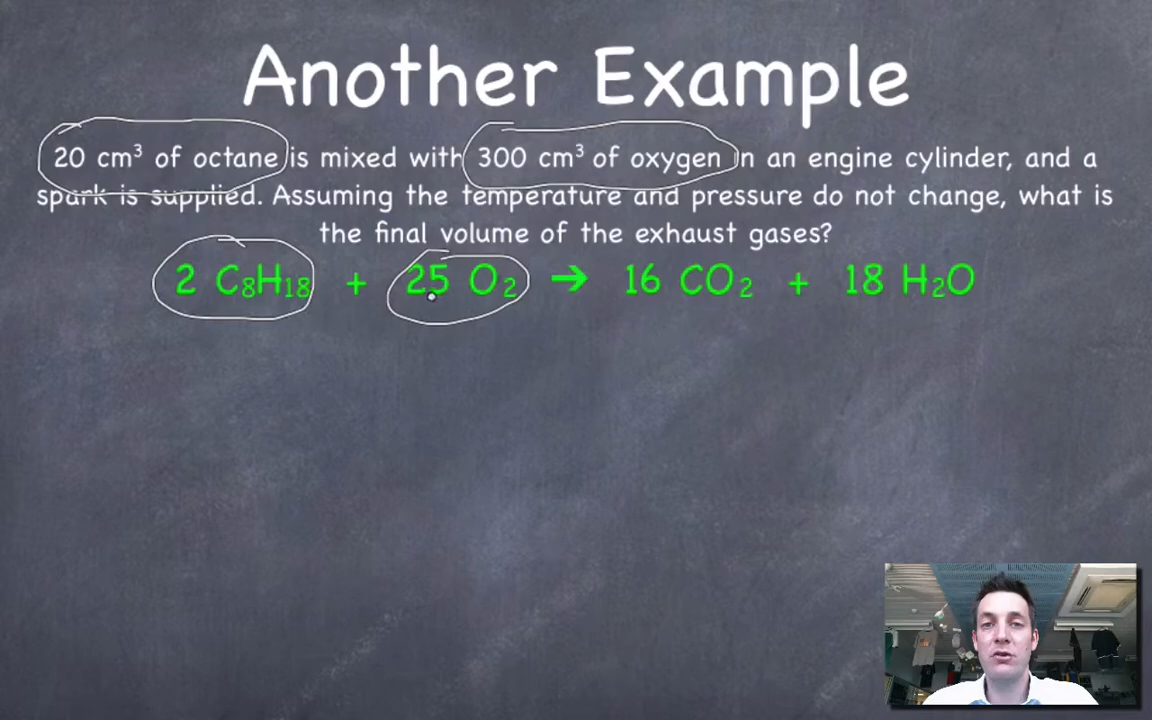 Another Example
20 cm³ of octane is mixed with 300 cm³ of oxygen in an engine cylinder, and a
spark is supplied. Assuming the temperature and pressure do not change, what is
the final volume of the exhaust gases?
2 C₈H₁₈ + 25 O₂ → 16 CO₂ + 18 H₂O